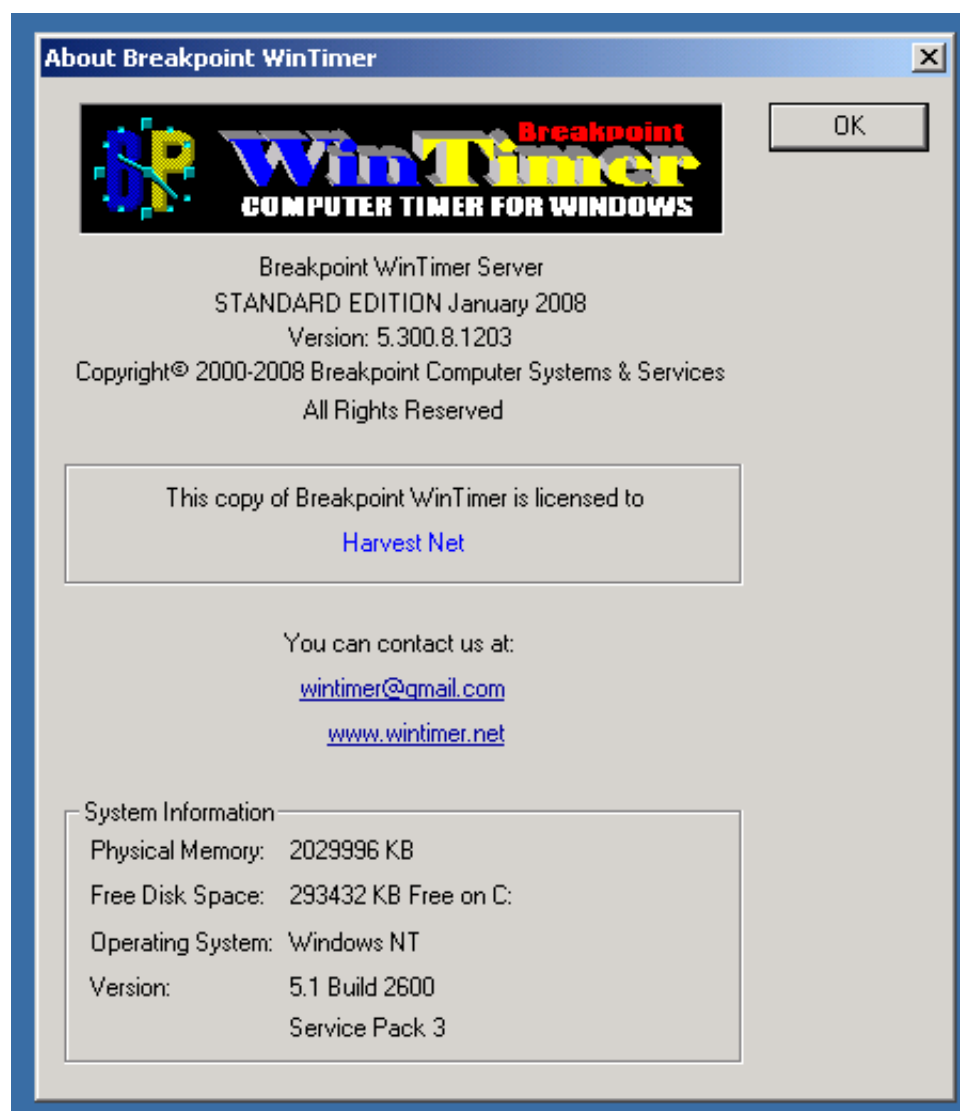 About Breakpoint WinTimer
OK
BP
Breakpoint
WinTimer
COMPUTER TIMER FOR WINDOWS
Breakpoint WinTimer Server
STANDARD EDITION January 2008
Version: 5.300.8.1203
Copyright© 2000-2008 Breakpoint Computer Systems & Services
All Rights Reserved
This copy of Breakpoint WinTimer is licensed to
Harvest Net
You can contact us at:
wintimer@gmail.com
www.wintimer.net
System Information
Physical Memory: 2029996 KB
Free Disk Space: 293432 KB Free on C:
Operating System: Windows NT
Version: 5.1 Build 2600
Service Pack 3